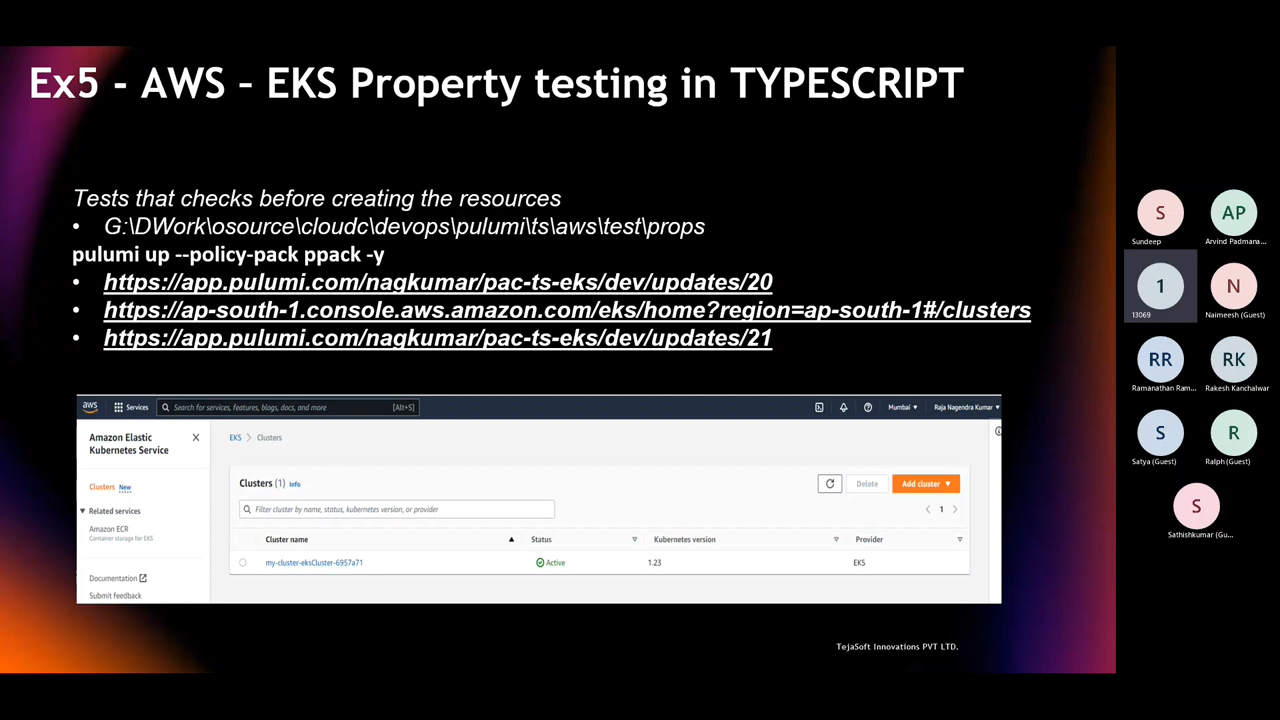 Ex5 - AWS – EKS Property testing in TYPESCRIPT
Tests that checks before creating the resources
• G:\DWork\osource\cloudc\devops\pulumi\ts\aws\test\props
pulumi up --policy-pack ppack -y
• https://app.pulumi.com/nagkumar/pac-ts-eks/dev/updates/20
• https://ap-south-1.console.aws.amazon.com/eks/home?region=ap-south-1#/clusters
• https://app.pulumi.com/nagkumar/pac-ts-eks/dev/updates/21
aws Services Search for services, features, blogs, docs, and more [Alt+S] Mumbai Raja Nagendra Kumar
Amazon Elastic
Kubernetes Service
Clusters New
Related services
Amazon ECR
Container storage for EKS
Documentation
Submit feedback
EKS > Clusters
Clusters (1) Info
Delete
Add cluster
Filter cluster by name, status, kubernetes version, or provider
1
Cluster name Status Kubernetes version Provider
my-cluster-eksCluster-6957a71 Active 1.23 EKS
TejaSoft Innovations PVT LTD.
S AP
Sundeep Arvind Padmana...
1 N
13069 Naimeesh (Guest)
RR RK
Ramanathan Ram... Rakesh Kanchalwar
S R
Satya (Guest) Ralph (Guest)
S
Sathishkumar (Gu...